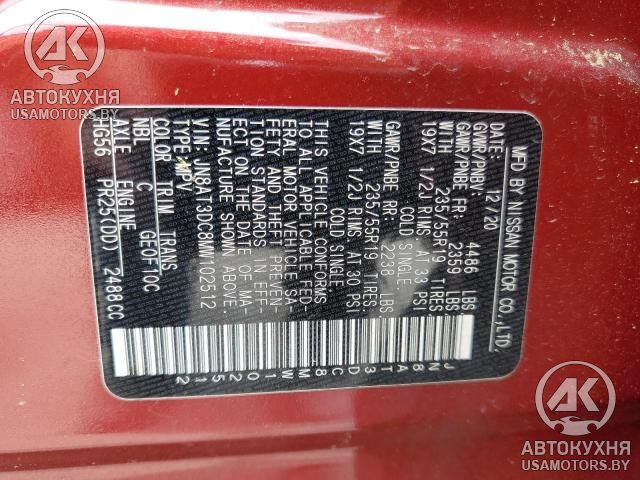 MFD BY NISSAN MOTOR CO.,LTD.
DATE: 12/20
GVWR/PNBV 4486 LBS
GAWR/PNBE FR: 2359 LBS.
WITH 235/55R19 TIRES
19X7 1/2J RIMS. AT 33 PSI
COLD SINGLE.
GAWR/PNBE RR: 2238 LBS.
WITH 235/55R19 TIRES
19X7 1/2J RIMS. AT 30 PSI
COLD SINGLE.
THIS VEHICLE CONFORMS
TO ALL APPLICABLE FED-
ERAL MOTOR VEHICLE SA-
FETY AND THEFT PREVEN-
TION STANDARDS IN EFF-
ECT ON THE DATE OF MA-
NUFACTURE SHOWN ABOVE.
VIN: JN8AT3DC8MW102512
TYPE: MPV
COLOR TRIM TRANS
NBL C GE0F10C
AXLE ENGINE
NG56 PR25(DD) 2488CC
JN8AT3DC8MW102512
АВТОКУХНЯ
USAMOTORS.BY
АВТОКУХНЯ
USAMOTORS.BY
AK
AK